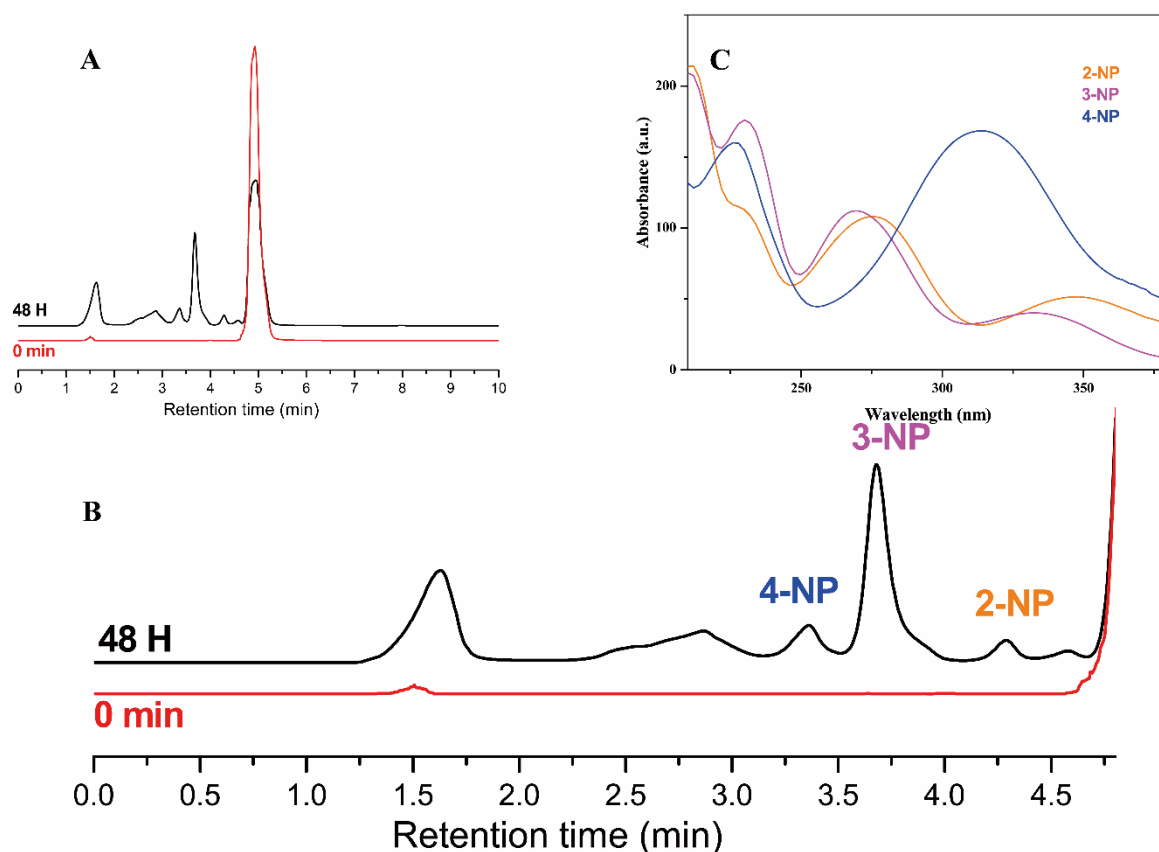 A
48 H
0 min
0 1 2 3 4 5 6 7 8 9 10
Retention time (min)
C
2-NP
3-NP
4-NP
200
100
0
Absorbance (a.u.)
250 300 350
Wavelength (nm)
B
3-NP
4-NP
2-NP
48 H
0 min
0.0 0.5 1.0 1.5 2.0 2.5 3.0 3.5 4.0 4.5
Retention time (min)